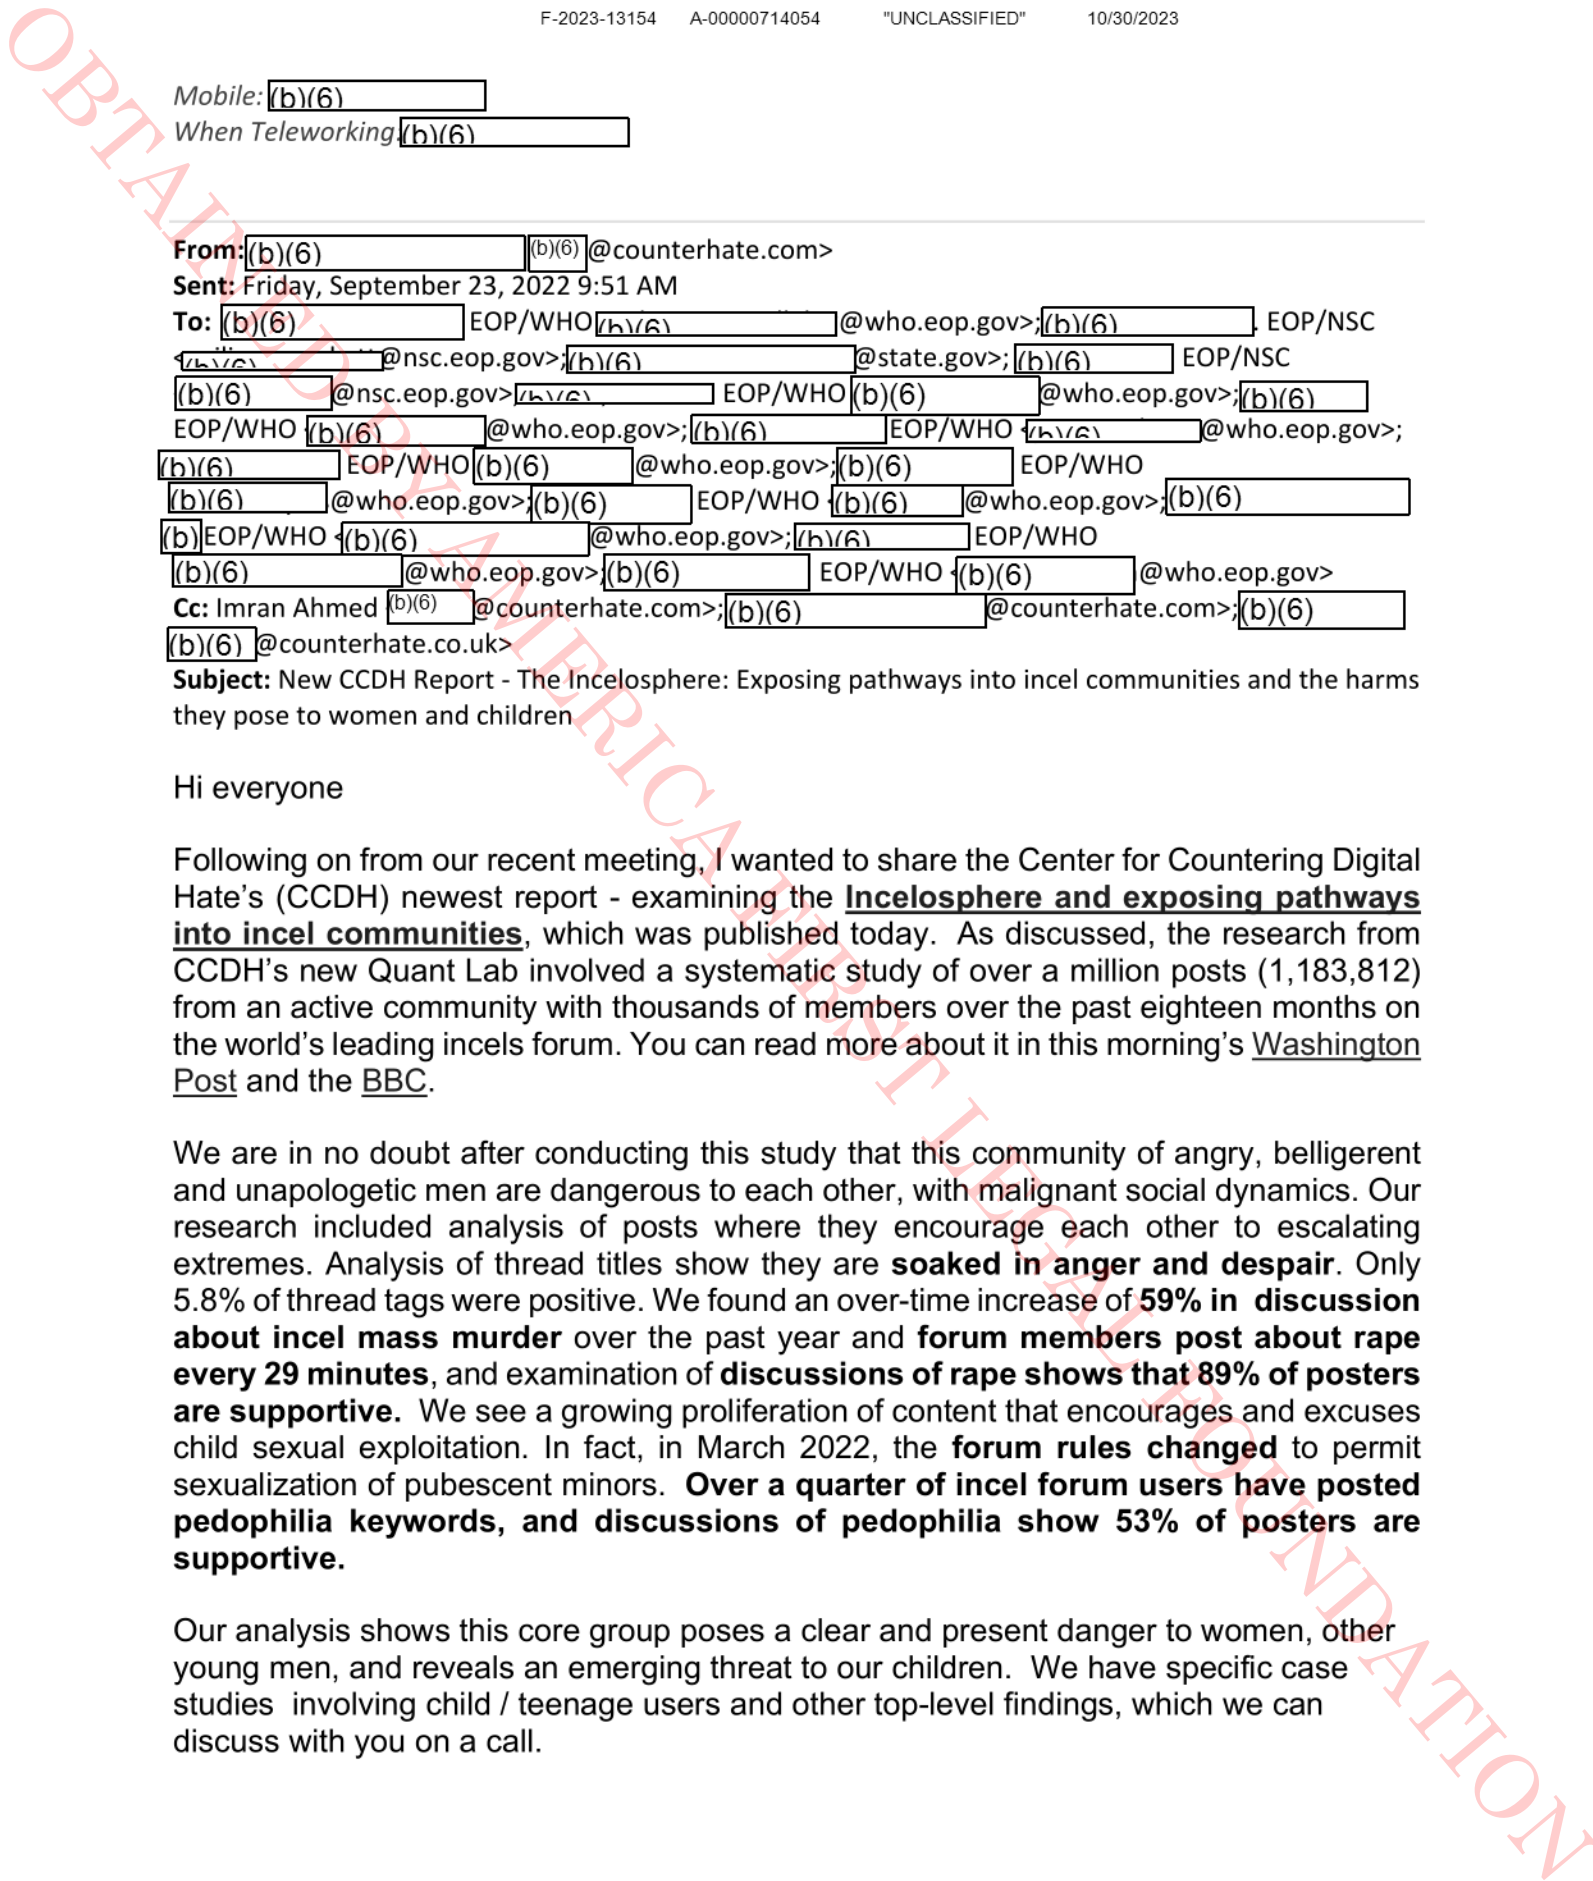 F-2023-13154 A-00000714054 "UNCLASSIFIED" 10/30/2023
Mobile: (b)(6)
When Teleworking: (b)(6)
From: (b)(6) (b)(6) @counterhate.com>
Sent: Friday, September 23, 2022 9:51 AM
To: (b)(6) EOP/WHO (b)(6) @who.eop.gov>; (b)(6) . EOP/NSC
<(b)(6) @nsc.eop.gov>; (b)(6) @state.gov>; (b)(6) EOP/NSC
(b)(6) @nsc.eop.gov> (b)(6) EOP/WHO (b)(6) @who.eop.gov>; (b)(6)
EOP/WHO (b)(6) @who.eop.gov>; (b)(6) EOP/WHO <(b)(6) @who.eop.gov>;
(b)(6) EOP/WHO (b)(6) @who.eop.gov>; (b)(6) EOP/WHO
(b)(6) @who.eop.gov>; (b)(6) EOP/WHO (b)(6) @who.eop.gov>; (b)(6)
(b) EOP/WHO <(b)(6) @who.eop.gov>; (b)(6) EOP/WHO
(b)(6) @who.eop.gov>; (b)(6) EOP/WHO <(b)(6) @who.eop.gov>
Cc: Imran Ahmed (b)(6) @counterhate.com>; (b)(6) @counterhate.com>; (b)(6)
(b)(6) @counterhate.co.uk>
Subject: New CCDH Report - The Incelosphere: Exposing pathways into incel communities and the harms
they pose to women and children
Hi everyone
Following on from our recent meeting, I wanted to share the Center for Countering Digital
Hate's (CCDH) newest report - examining the Incelosphere and exposing pathways
into incel communities, which was published today. As discussed, the research from
CCDH's new Quant Lab involved a systematic study of over a million posts (1,183,812)
from an active community with thousands of members over the past eighteen months on
the world's leading incels forum. You can read more about it in this morning's Washington
Post and the BBC.
We are in no doubt after conducting this study that this community of angry, belligerent
and unapologetic men are dangerous to each other, with malignant social dynamics. Our
research included analysis of posts where they encourage each other to escalating
extremes. Analysis of thread titles show they are soaked in anger and despair. Only
5.8% of thread tags were positive. We found an over-time increase of 59% in discussion
about incel mass murder over the past year and forum members post about rape
every 29 minutes, and examination of discussions of rape shows that 89% of posters
are supportive. We see a growing proliferation of content that encourages and excuses
child sexual exploitation. In fact, in March 2022, the forum rules changed to permit
sexualization of pubescent minors. Over a quarter of incel forum users have posted
pedophilia keywords, and discussions of pedophilia show 53% of posters are
supportive.
Our analysis shows this core group poses a clear and present danger to women, other
young men, and reveals an emerging threat to our children. We have specific case
studies involving child / teenage users and other top-level findings, which we can
discuss with you on a call.
OBTAINED BY AMERICA FIRST LEGAL FOUNDATION